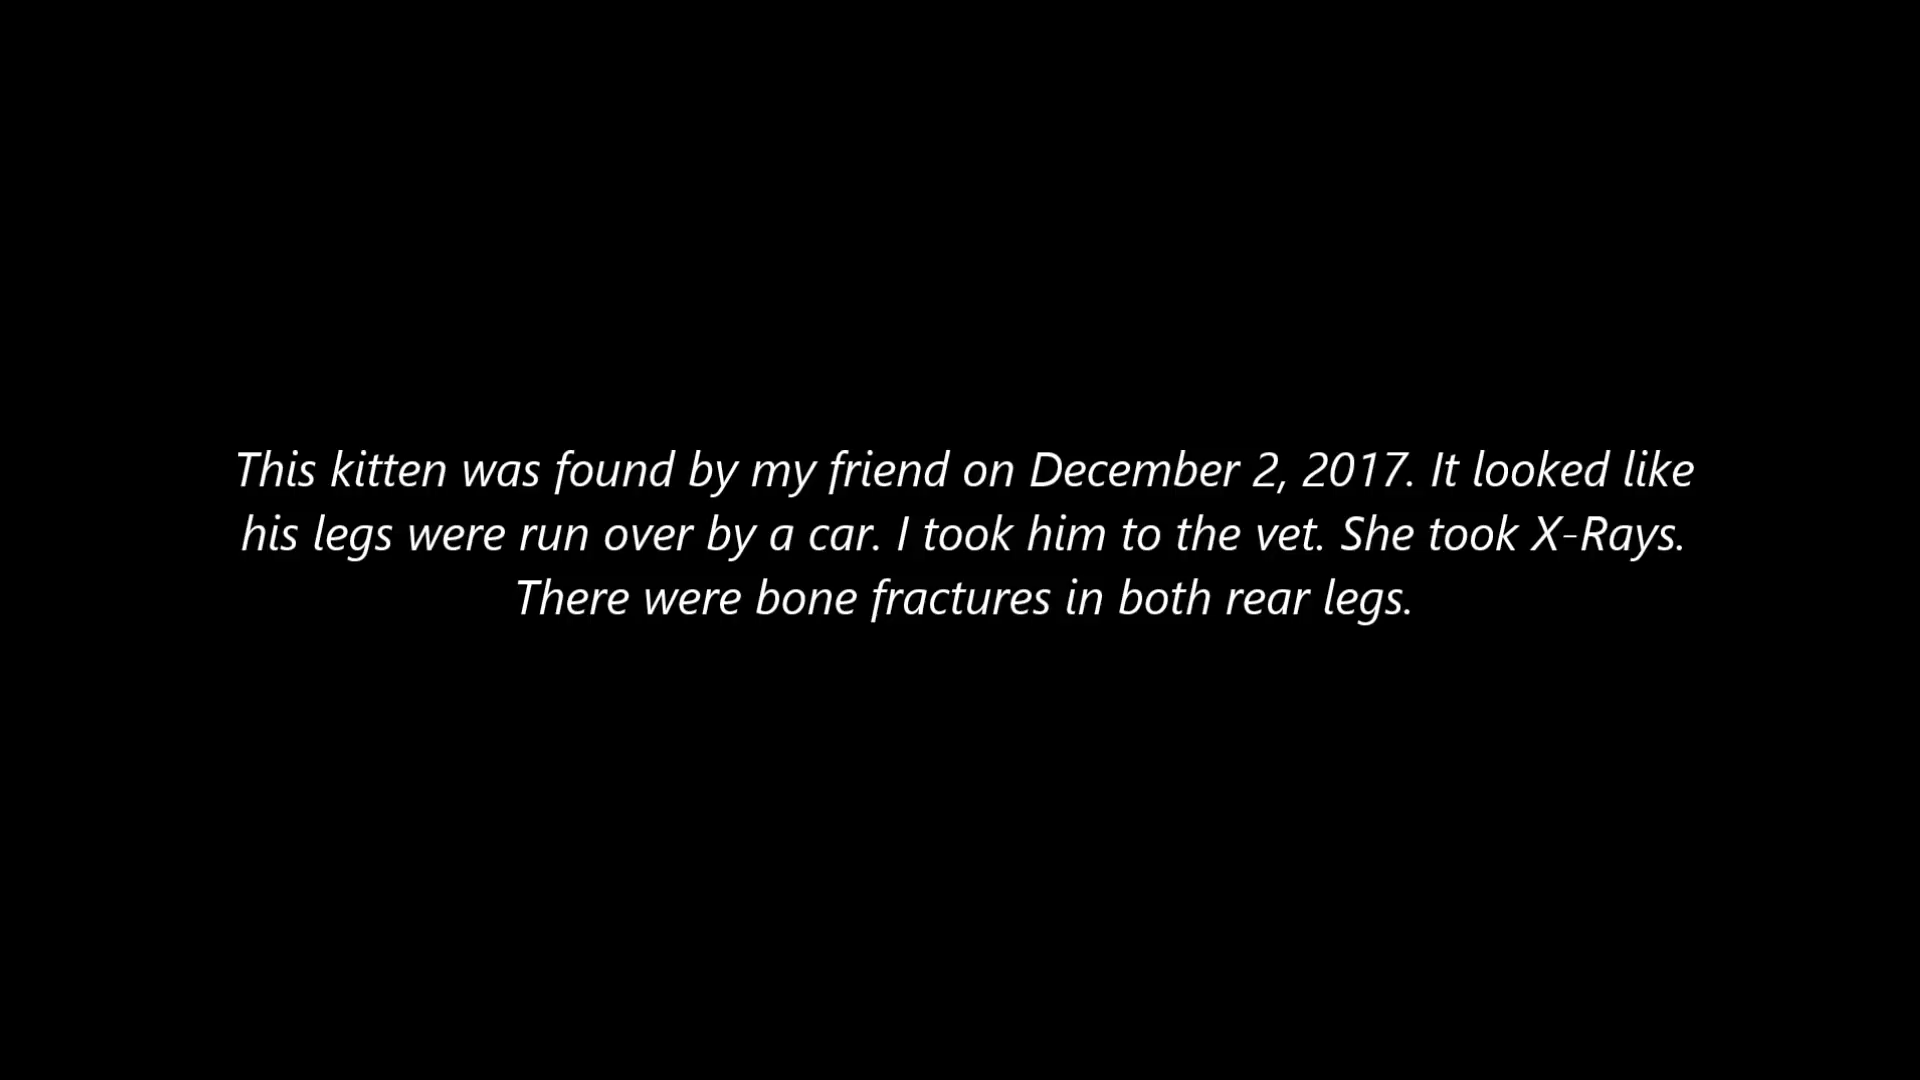 This kitten was found by my friend on December 2, 2017. It looked like
his legs were run over by a car. I took him to the vet. She took X-Rays.
There were bone fractures in both rear legs.